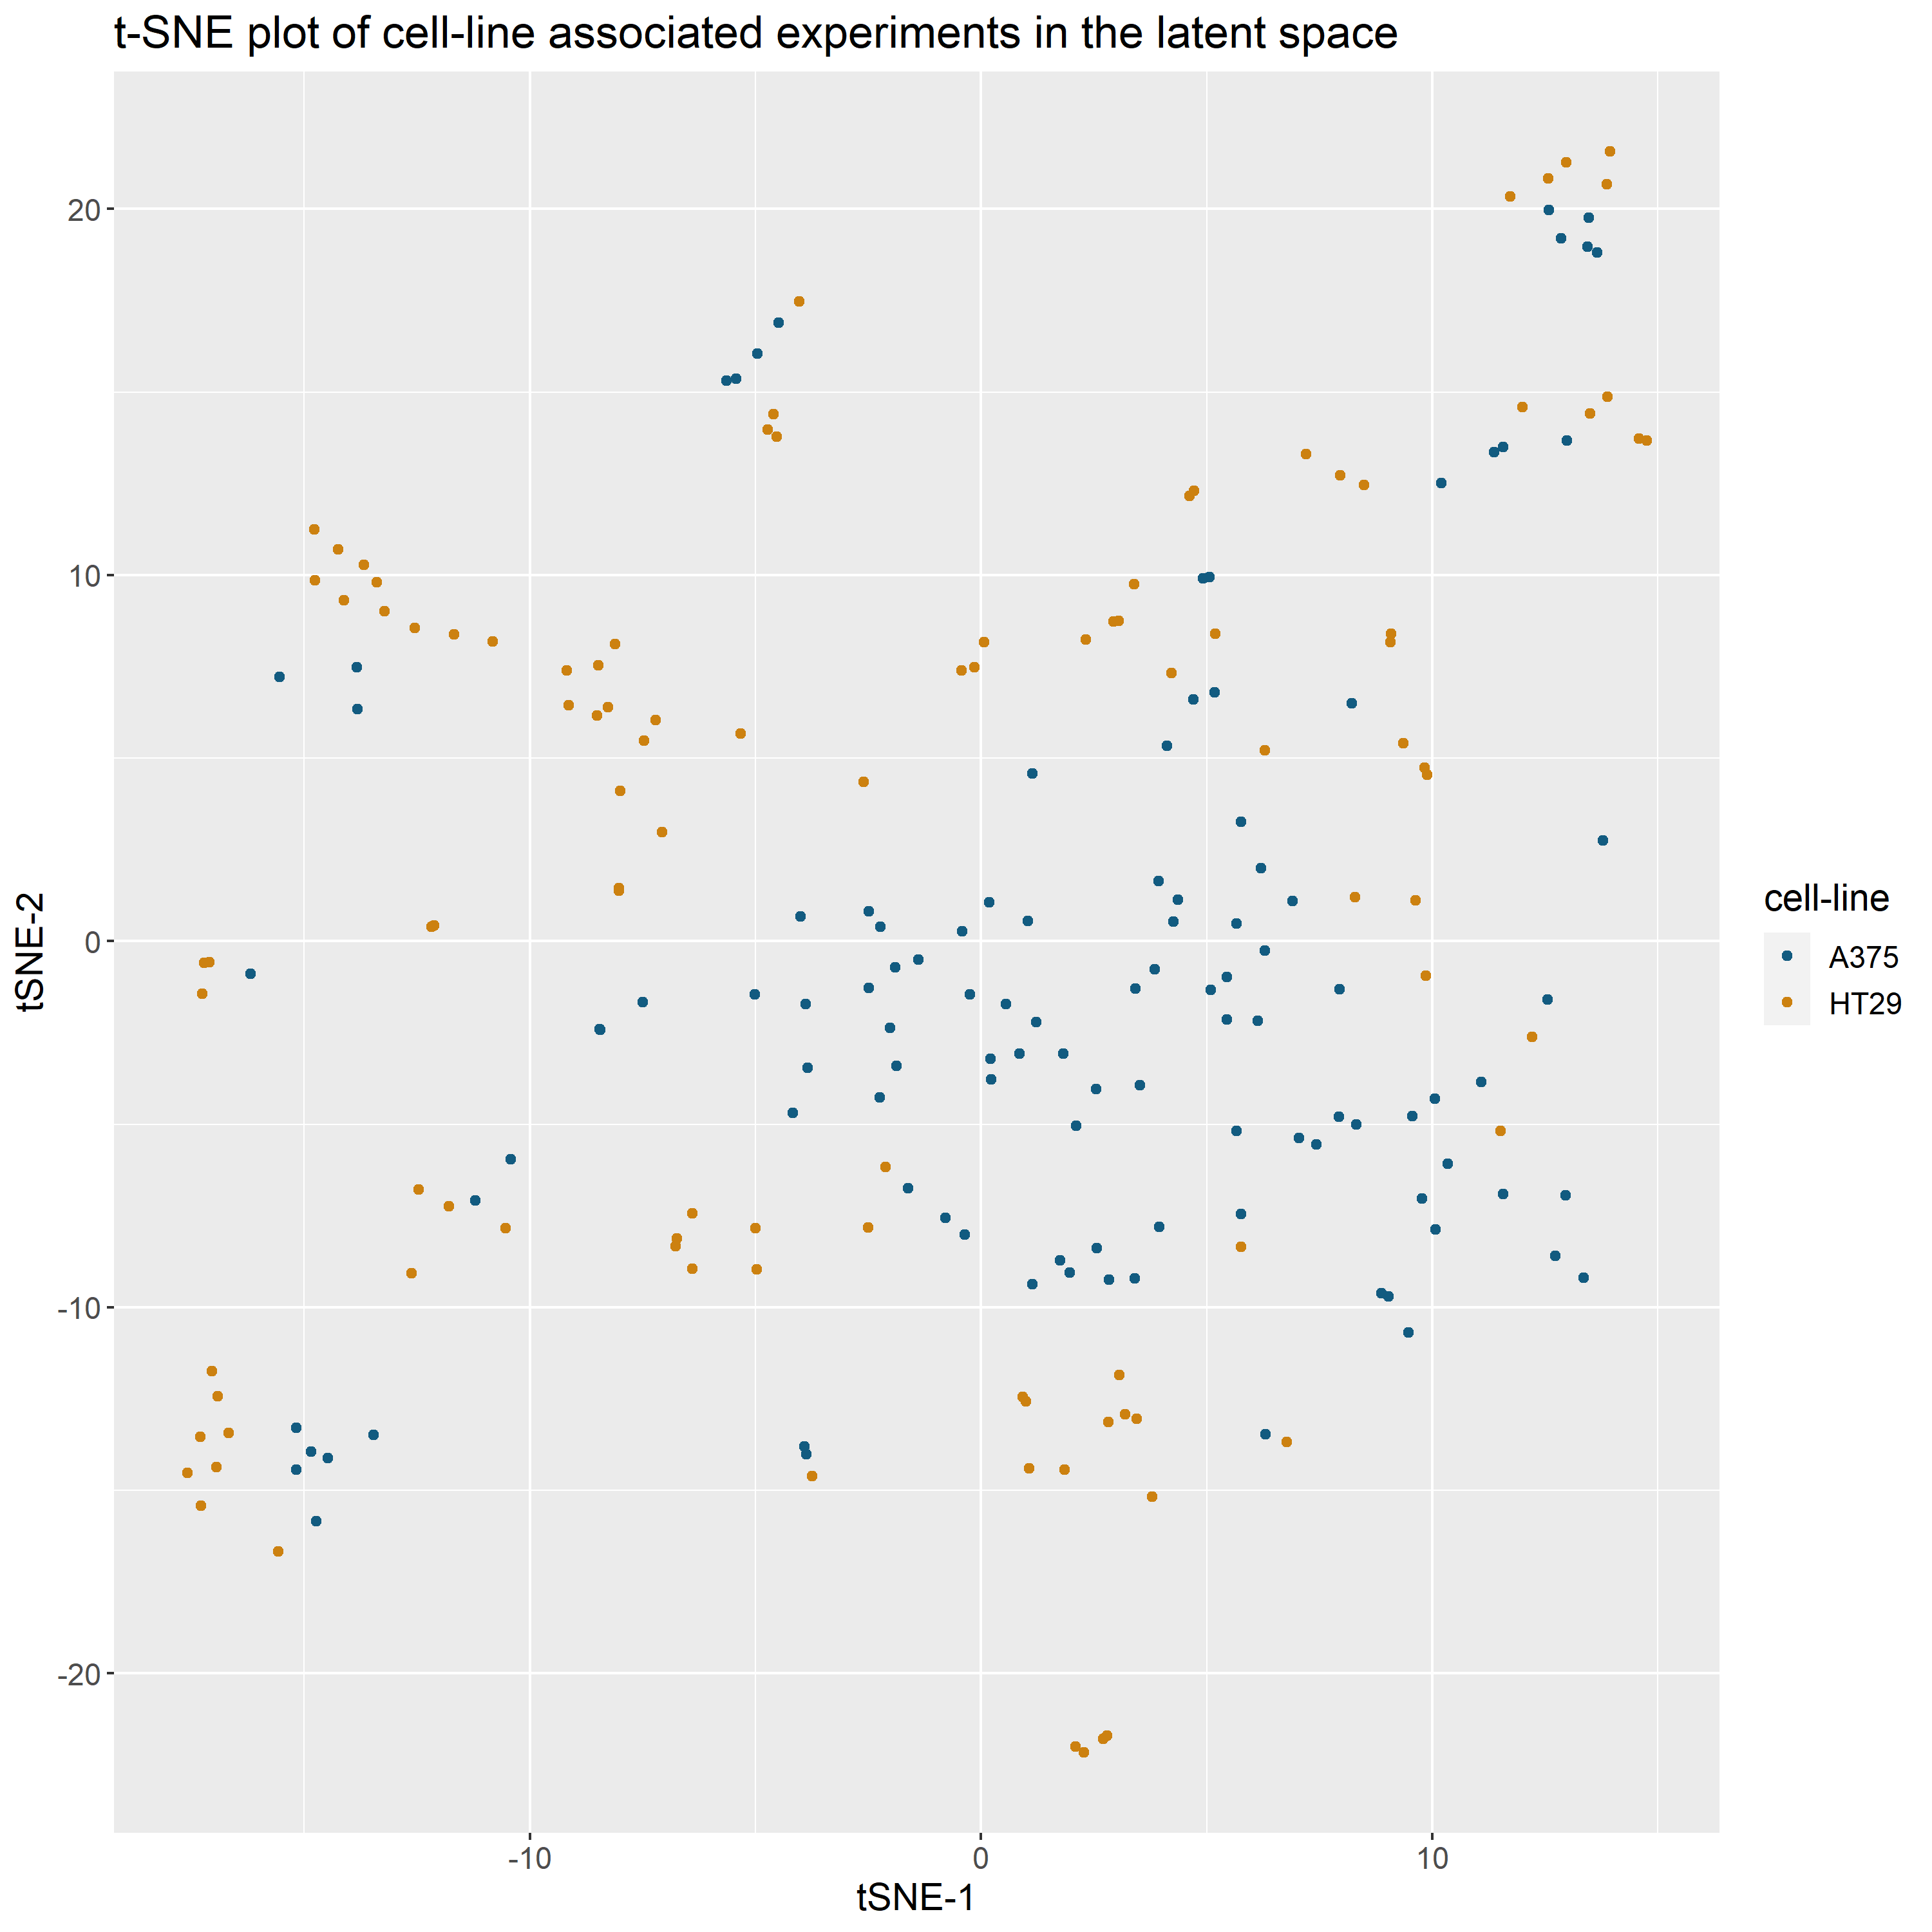 t-SNE plot of cell-line associated experiments in the latent space
20
10
0
-10
-20
tSNE-2
-10
0
10
tSNE-1
cell-line
A375
HT29